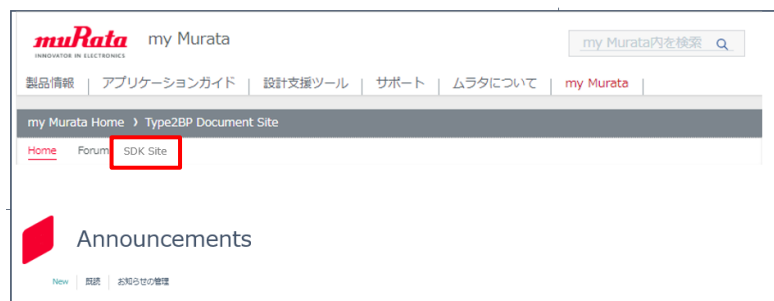 muRata my Murata
INNOVATOR IN ELECTRONICS
my Murata内を検索
製品情報 | アプリケーションガイド | 設計支援ツール | サポート | ムラタについて | my Murata |
my Murata Home 〉 Type2BP Document Site
Home Forum SDK Site
Announcements
New | 既読 | お知らせの管理